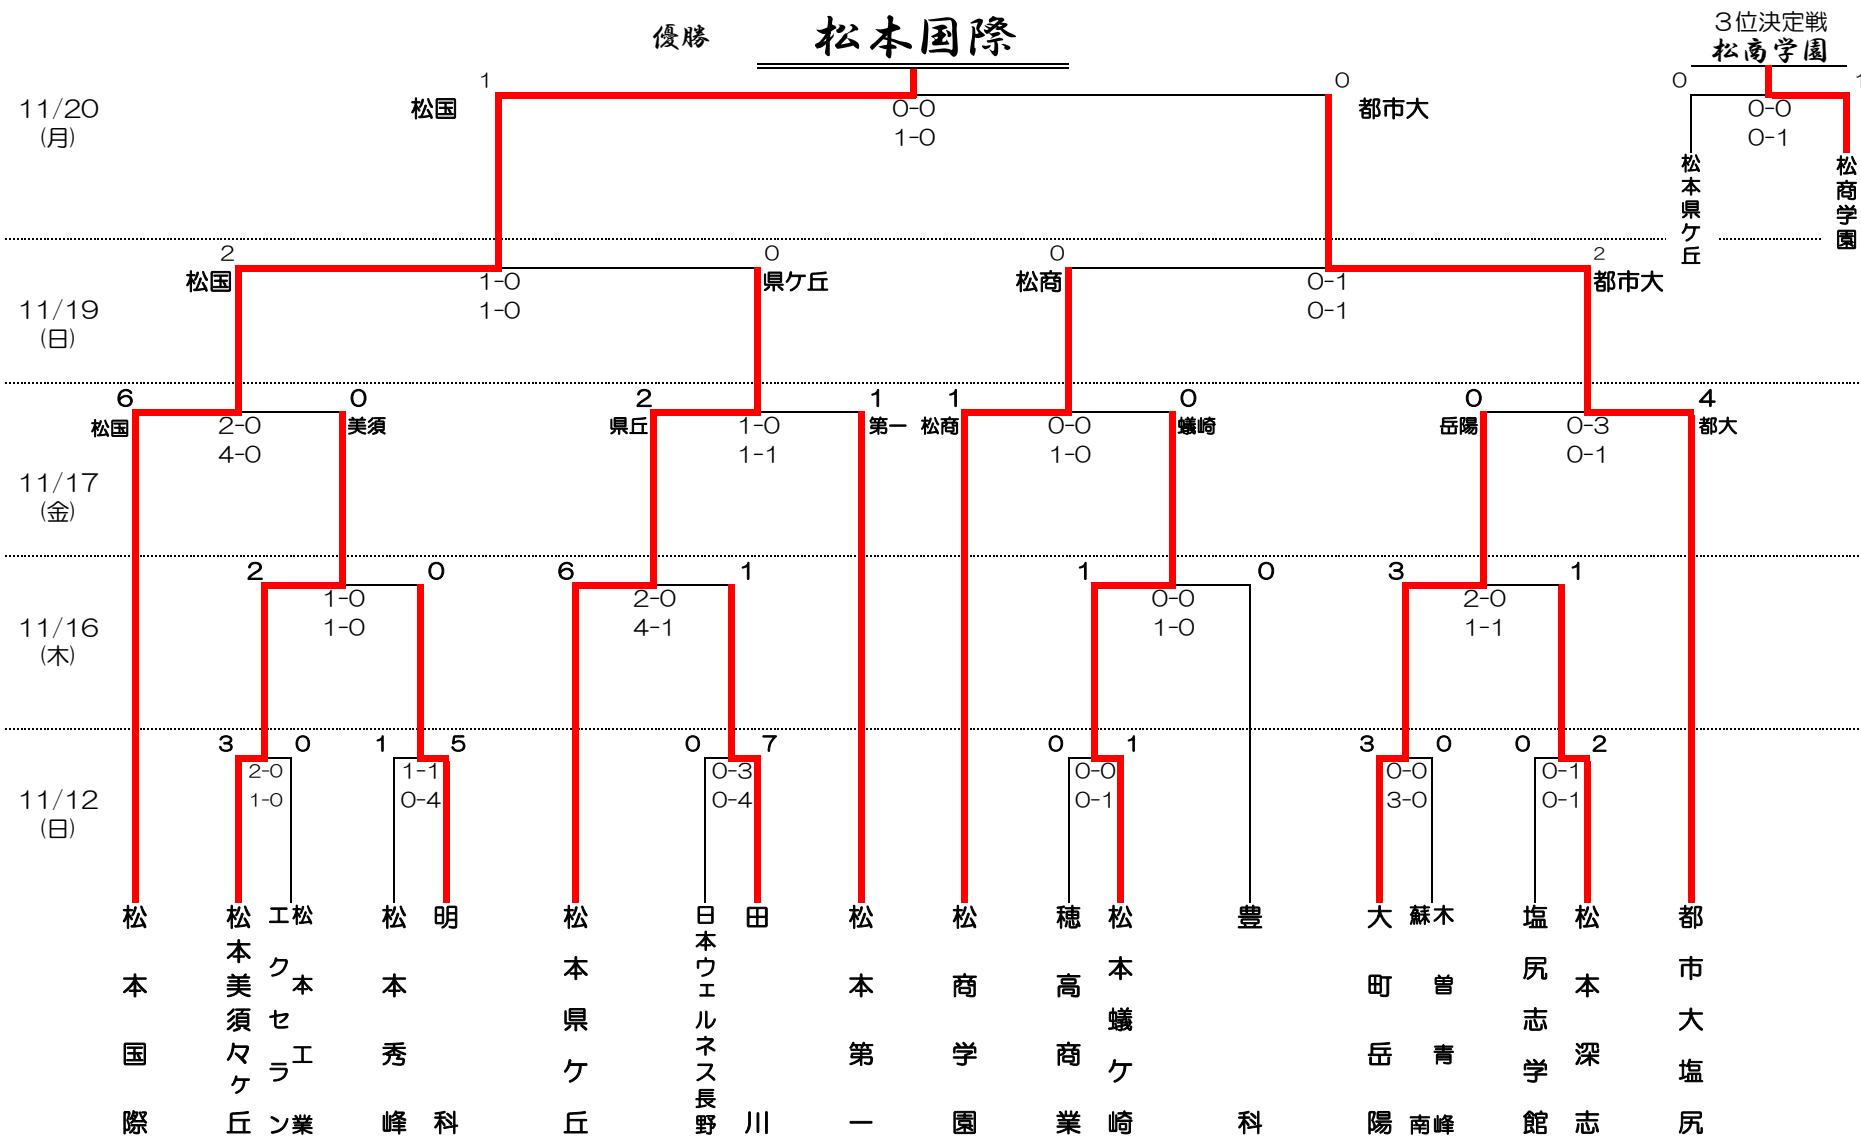 優勝 松本国際
３位決定戦
松商学園
1 0 0 1
11/20
(月)
松国 0-0 都市大 0-0
1-0 0-1
松本県ケ丘
松商学園
2 0 0 2
11/19
(日)
松国 1-0 県ケ丘 松商 0-1 都市大
1-0 0-1
6 0 2 1 1 0 0 4
松国 2-0 美須 県丘 1-0 第一 松商 0-0 蟻崎 岳陽 0-3 都大
4-0 1-1 1-0 0-1
11/17
(金)
2 0 6 1 1 0 3 1
1-0 2-0 0-0 2-0
1-0 4-1 1-0 1-1
11/16
(木)
3 0 1 5 0 7 0 1 3 0 0 2
2-0 1-1 0-3 0-0 0-0 0-1
1-0 0-4 0-4 0-1 3-0 0-1
11/12
(日)
松本国際
松本美須々ケ丘
エクセラン
松本工業
松本秀峰
明科
松本県ケ丘
日本ウェルネス長野
田川
松本第一
松商学園
穂高商業
松本蟻ケ崎
豊科
大町岳陽
蘇南
木曽青峰
塩尻志学館
松本深志
都市大塩尻